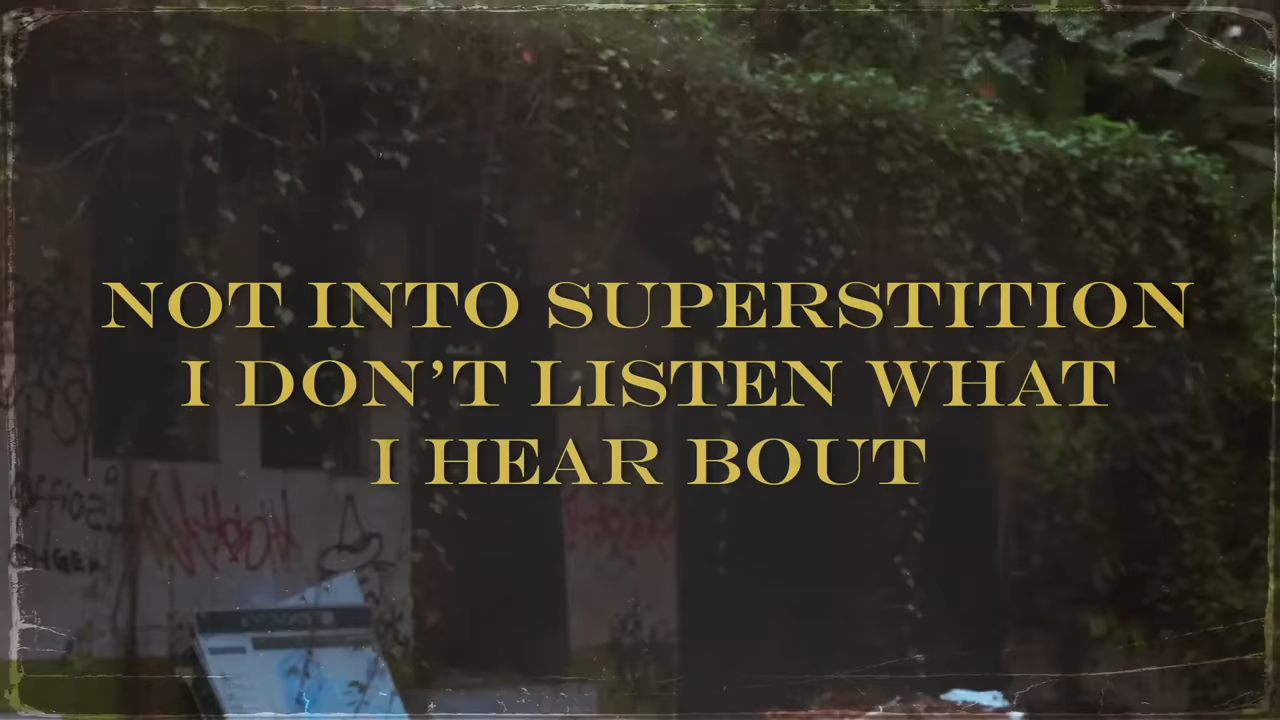 NOT INTO SUPERSTITION
I DON'T LISTEN WHAT
I HEAR BOUT